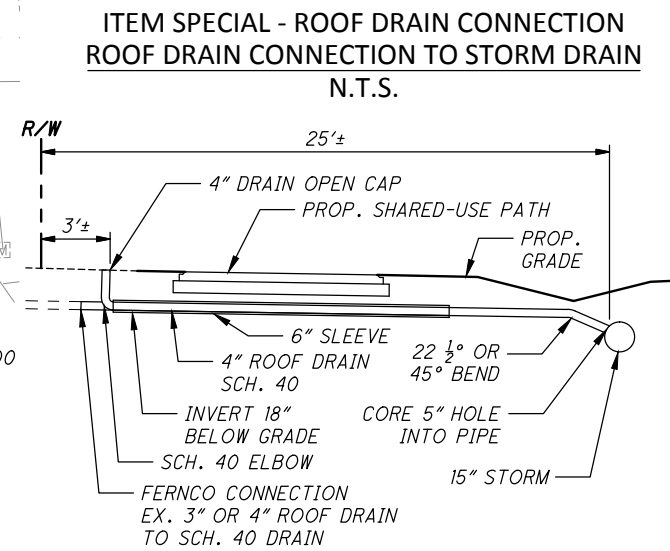 ITEM SPECIAL - ROOF DRAIN CONNECTION
ROOF DRAIN CONNECTION TO STORM DRAIN
N.T.S.
R/W
25'±
4" DRAIN OPEN CAP
PROP. SHARED-USE PATH
3'±
PROP.
GRADE
6" SLEEVE
4" ROOF DRAIN
SCH. 40
22 ½° OR
45° BEND
INVERT 18"
BELOW GRADE
CORE 5" HOLE
INTO PIPE
SCH. 40 ELBOW
15" STORM
FERNCO CONNECTION
EX. 3" OR 4" ROOF DRAIN
TO SCH. 40 DRAIN